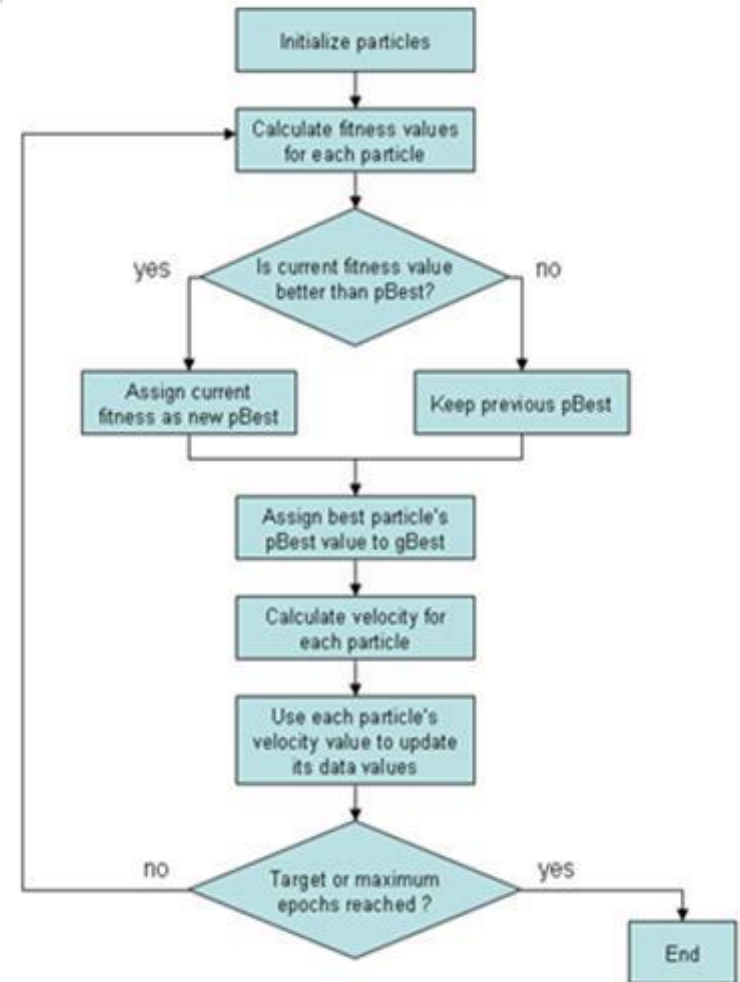 Initialize particles
Calculate fitness values
for each particle
yes
Is current fitness value
better than pBest?
no
Assign current
fitness as new pBest
Keep previous pBest
Assign best particle's
pBest value to gBest
Calculate velocity for
each particle
Use each particle's
velocity value to update
its data values
no
Target or maximum
epochs reached ?
yes
End